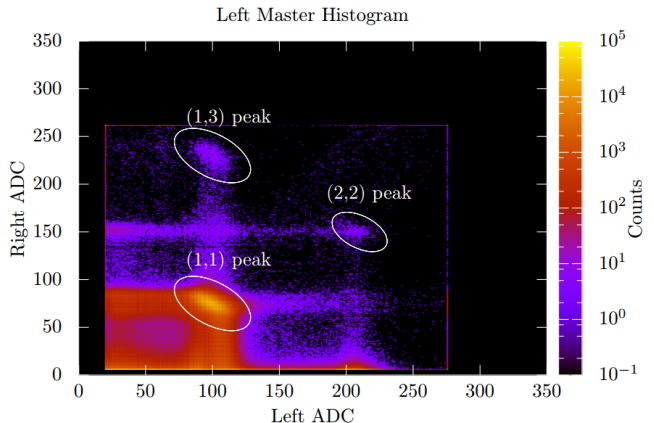 Left Master Histogram
350
300
250
200
150
100
50
0
Right ADC
(1,3) peak
(2,2) peak
(1,1) peak
0 50 100 150 200 250 300 350
Left ADC
10^5
10^4
10^3
10^2
10^1
10^0
10^−1
Counts